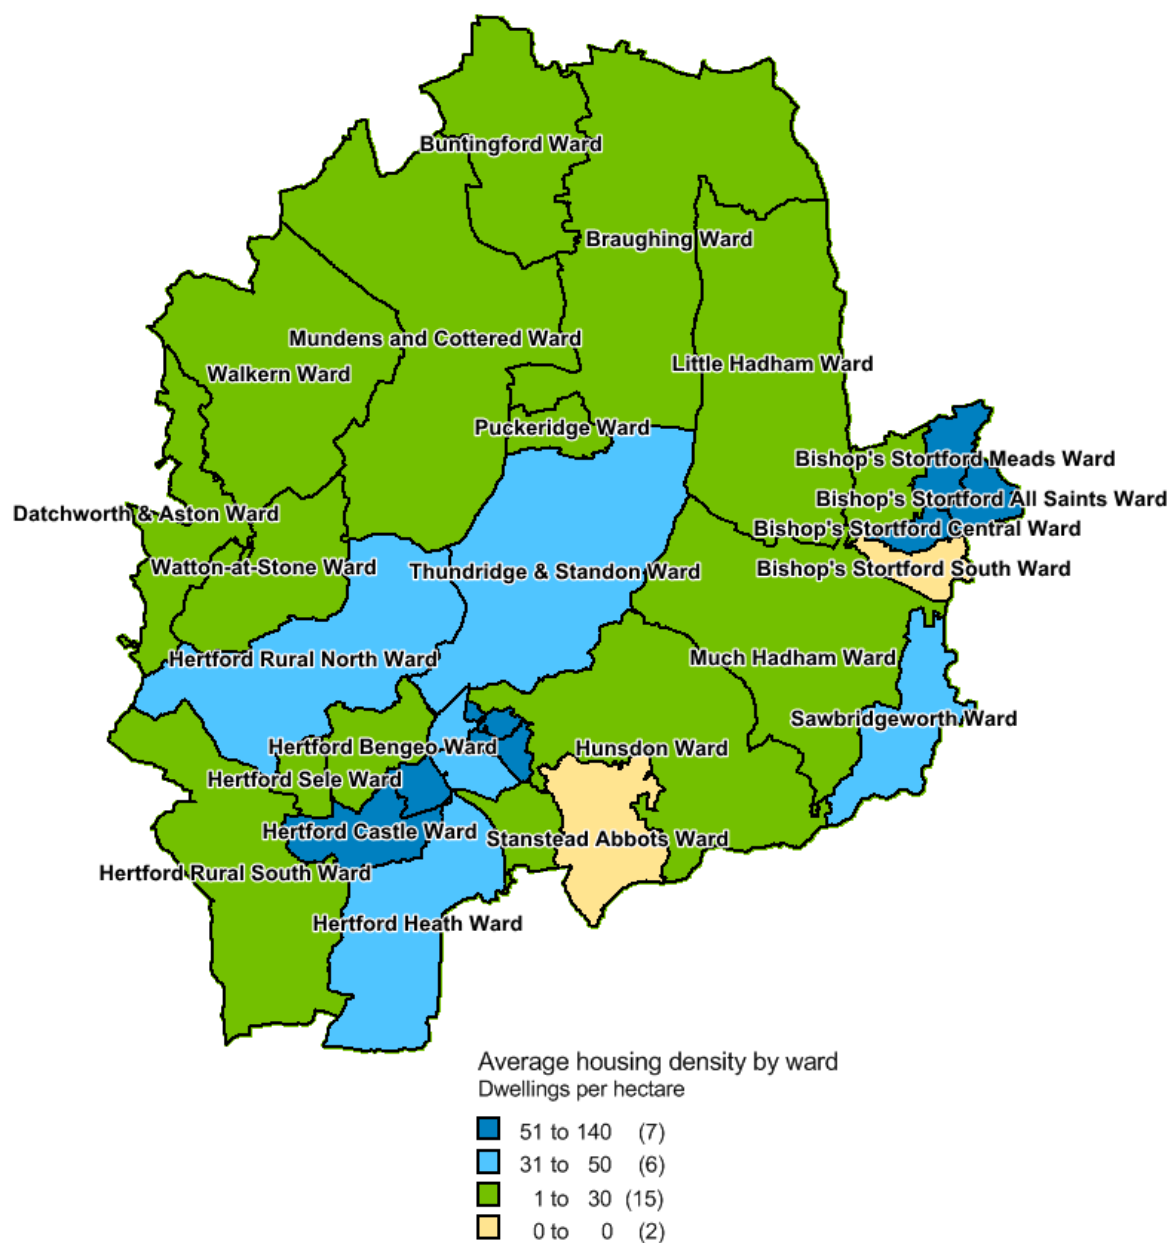 Buntingford Ward
Braughing Ward
Mundens and Cottered Ward
Little Hadham Ward
Walkern Ward
Puckeridge Ward
Bishop's Stortford Meads Ward
Bishop's Stortford All Saints Ward
Datchworth & Aston Ward
Bishop's Stortford Central Ward
Watton-at-Stone Ward
Thundridge & Standon Ward
Bishop's Stortford South Ward
Hertford Rural North Ward
Much Hadham Ward
Sawbridgeworth Ward
Hertford Bengeo Ward
Hunsdon Ward
Hertford Sele Ward
Hertford Castle Ward
Stanstead Abbots Ward
Hertford Rural South Ward
Hertford Heath Ward
Average housing density by ward
Dwellings per hectare
51 to 140 (7)
31 to 50 (6)
1 to 30 (15)
0 to 0 (2)